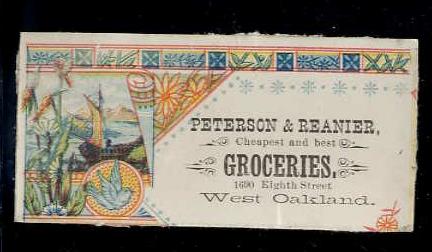 PETERSON & REANIER,
Cheapest and best
GROCERIES.
1690 Eighth Street
West Oakland.